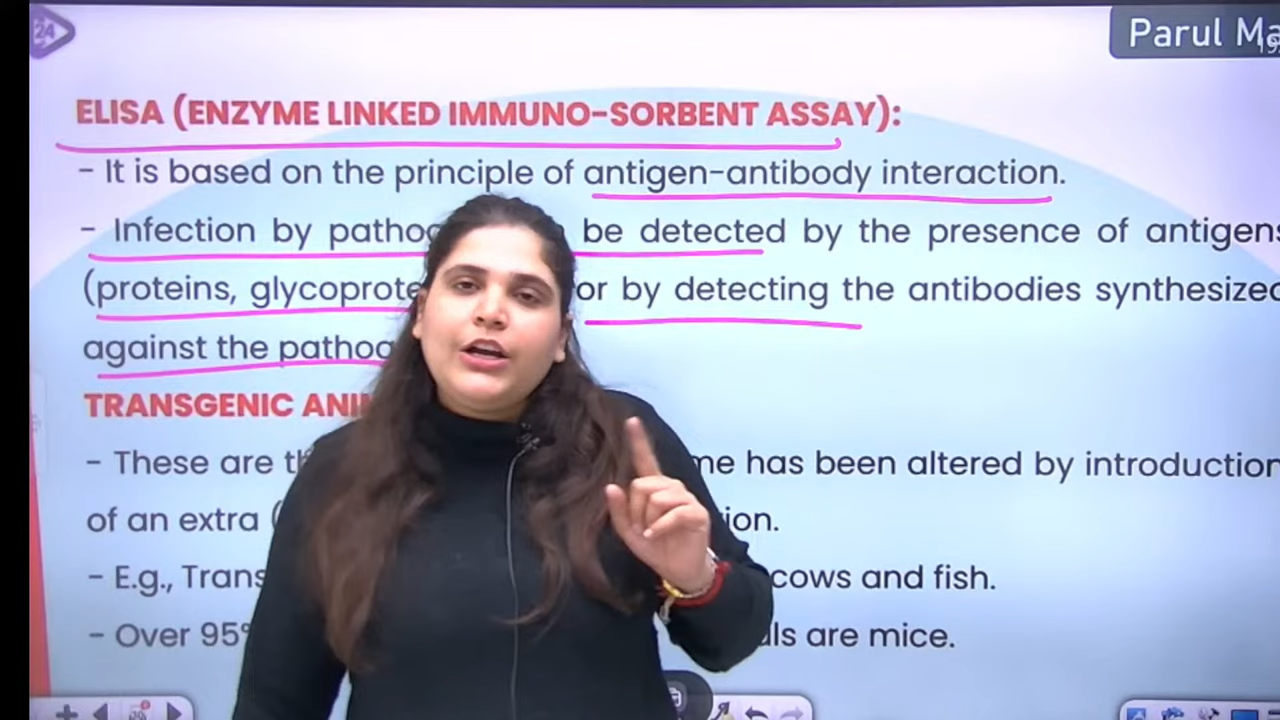 24
Parul Ma
ELISA (ENZYME LINKED IMMUNO-SORBENT ASSAY):
- It is based on the principle of antigen-antibody interaction.
- Infection by pathog be detected by the presence of antigens
(proteins, glycoprote or by detecting the antibodies synthesized
against the pathog
TRANSGENIC ANI
- These are th me has been altered by introduction
of an extra ( ion.
- E.g., Trans cows and fish.
- Over 95% ls are mice.